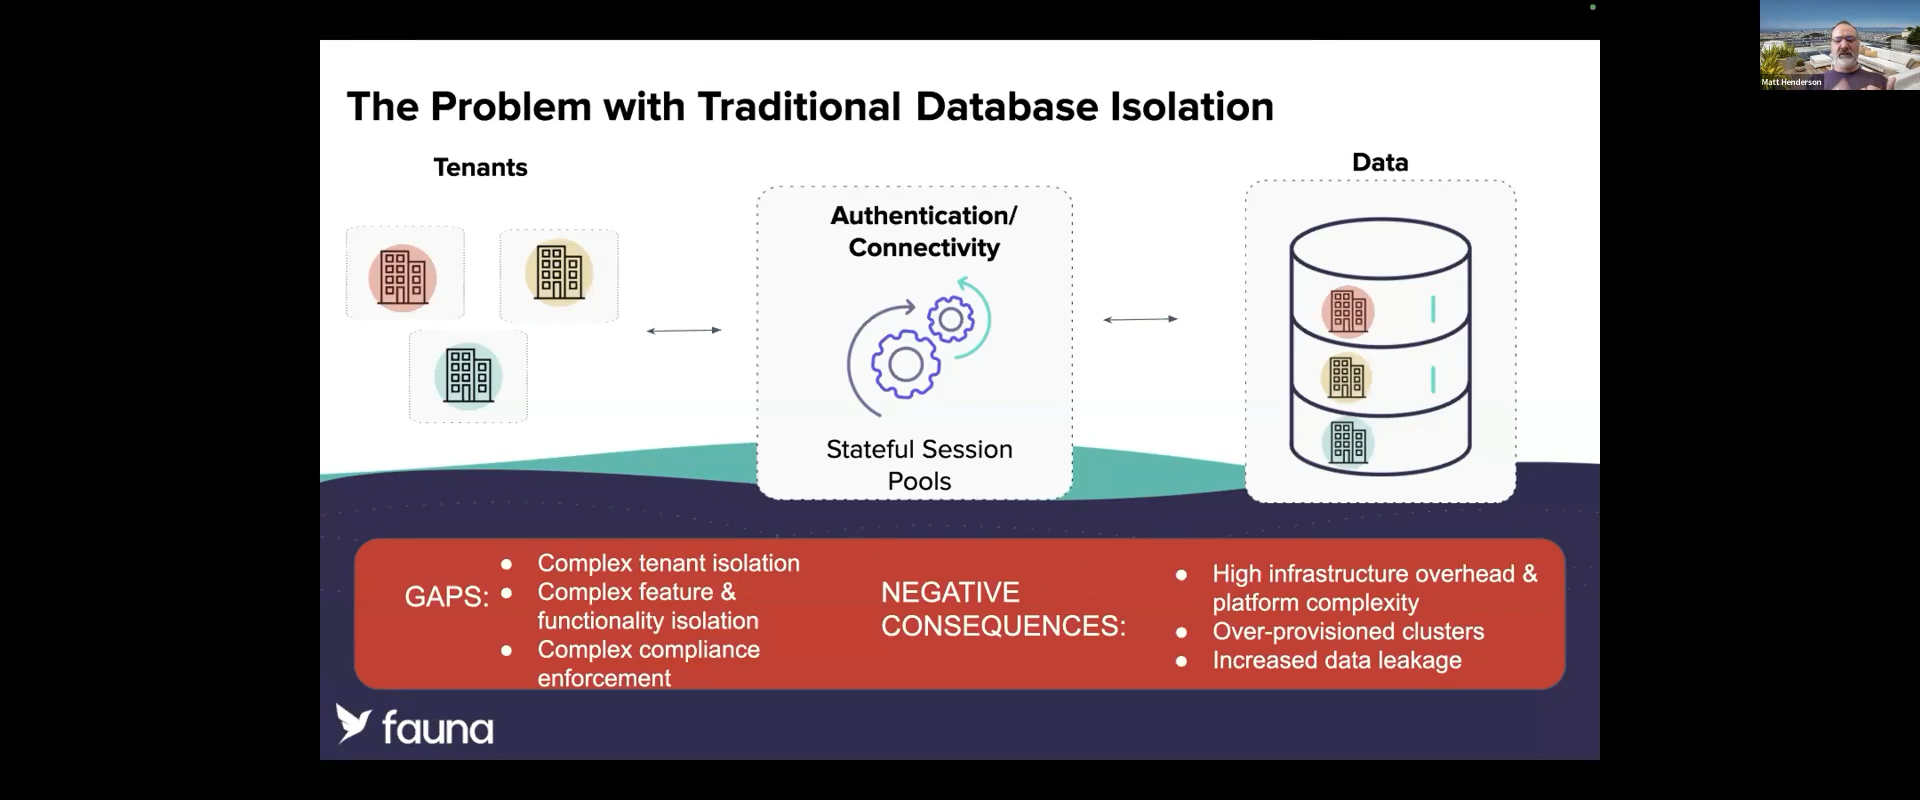 The Problem with Traditional Database Isolation
Tenants
Authentication/
Connectivity
Stateful Session
Pools
Data
GAPS:
Complex tenant isolation
Complex feature &
functionality isolation
Complex compliance
enforcement
NEGATIVE
CONSEQUENCES:
High infrastructure overhead &
platform complexity
Over-provisioned clusters
Increased data leakage
fauna
Matt Henderson